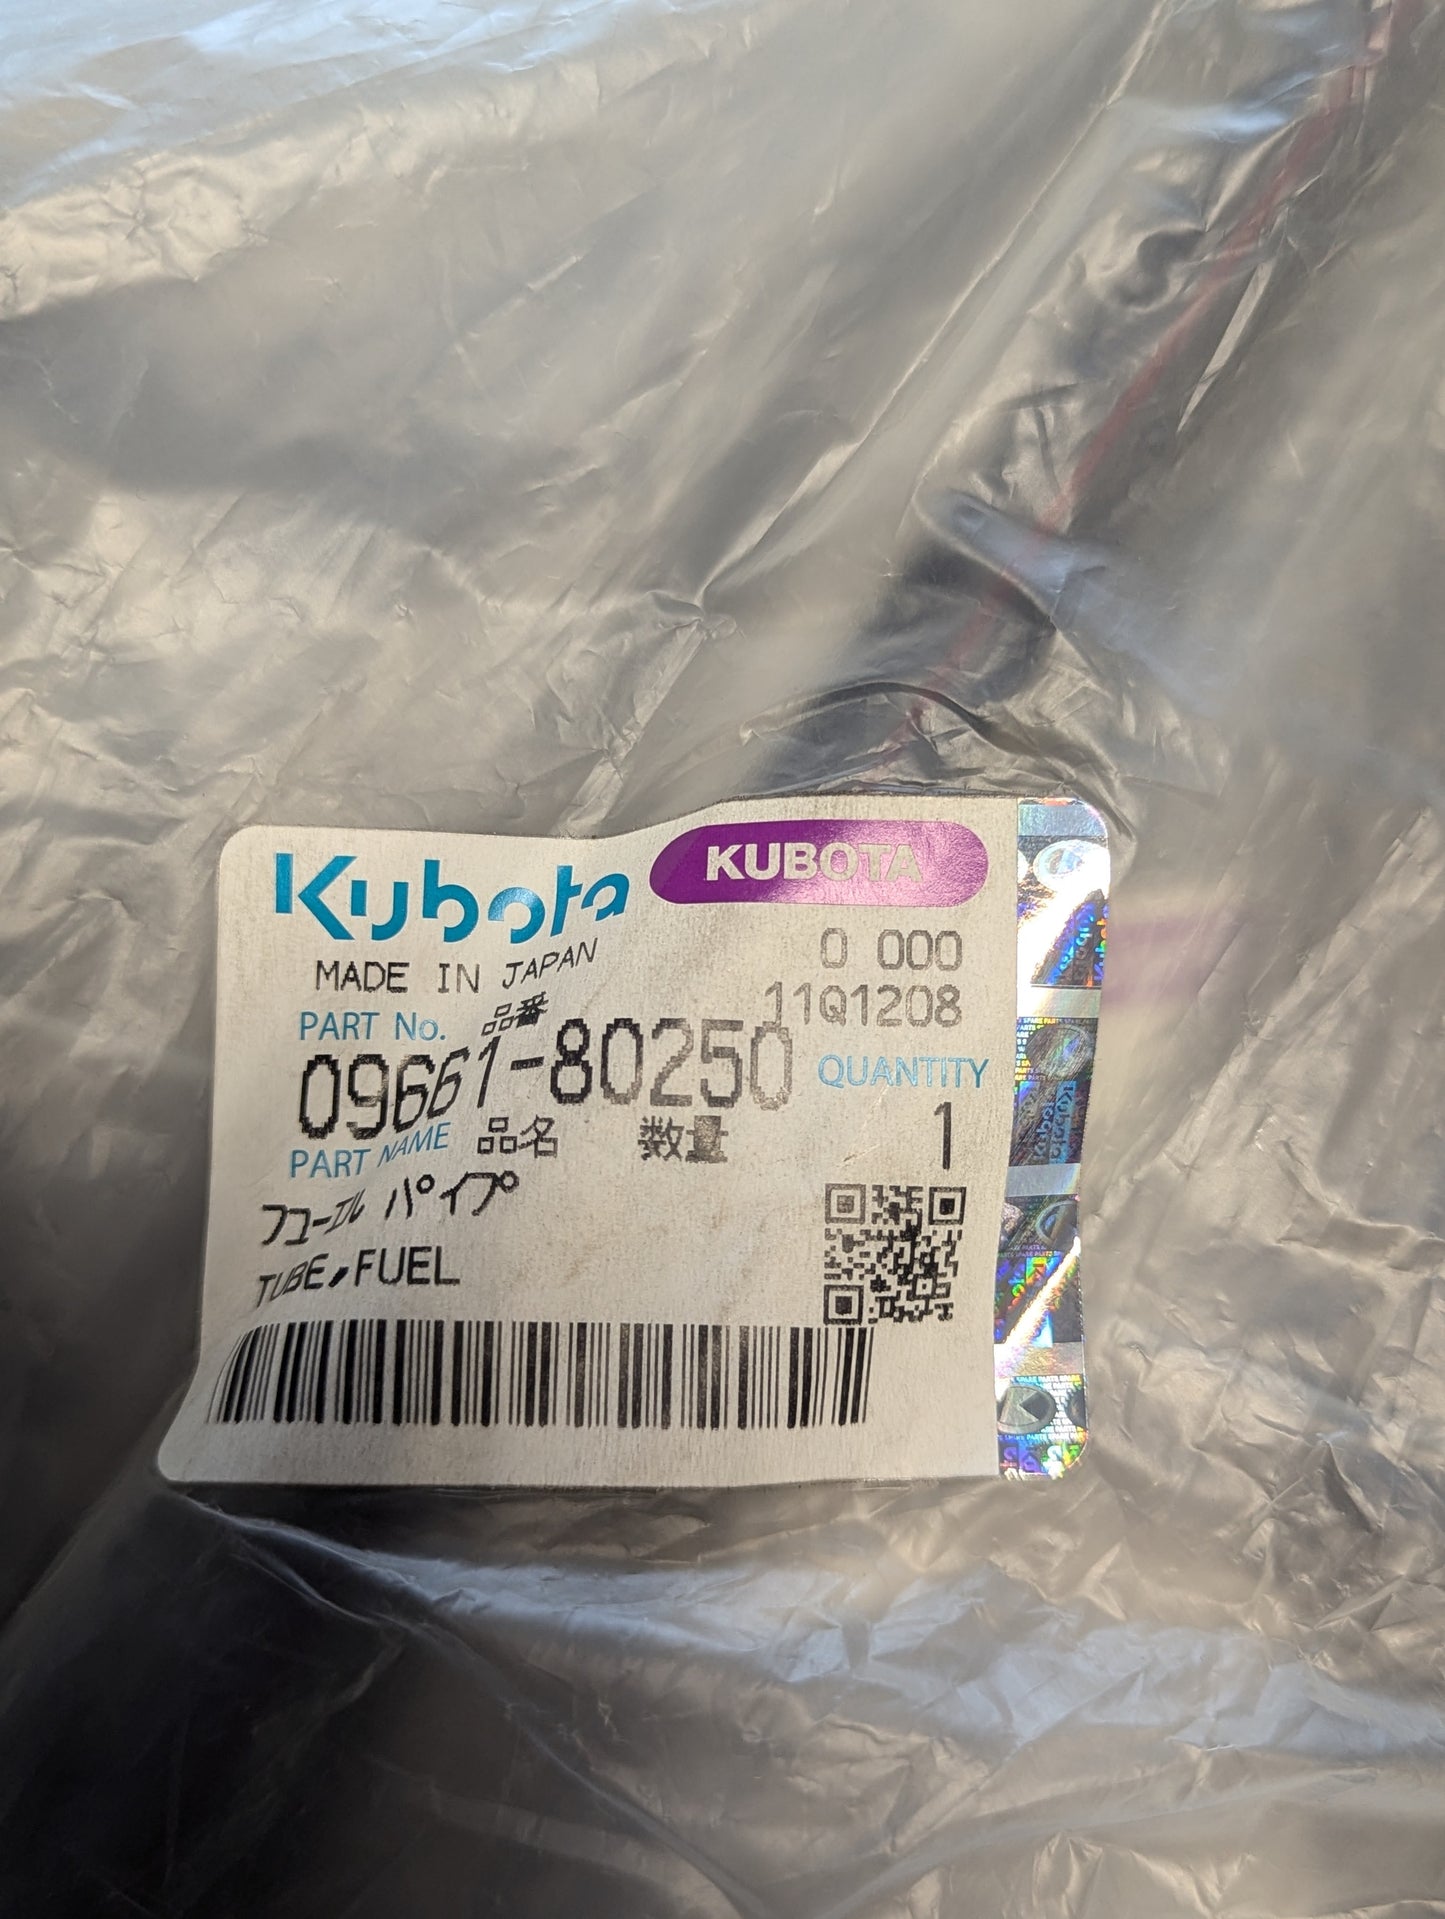 Kubota KUBOTA
MADE IN JAPAN 0 000
PART No. 品番 11Q1208
09661-80250 QUANTITY
PART NAME 品名 数量 1
フユーエル パイプ
TUBE,FUEL